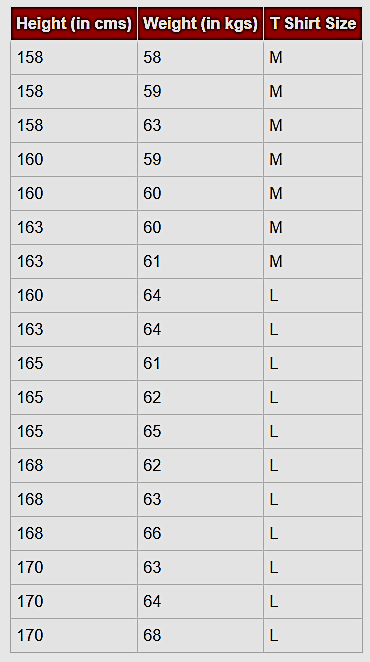 Height (in cms) Weight (in kgs) T Shirt Size
158 58 M
158 59 M
158 63 M
160 59 M
160 60 M
163 60 M
163 61 M
160 64 L
163 64 L
165 61 L
165 62 L
165 65 L
168 62 L
168 63 L
168 66 L
170 63 L
170 64 L
170 68 L